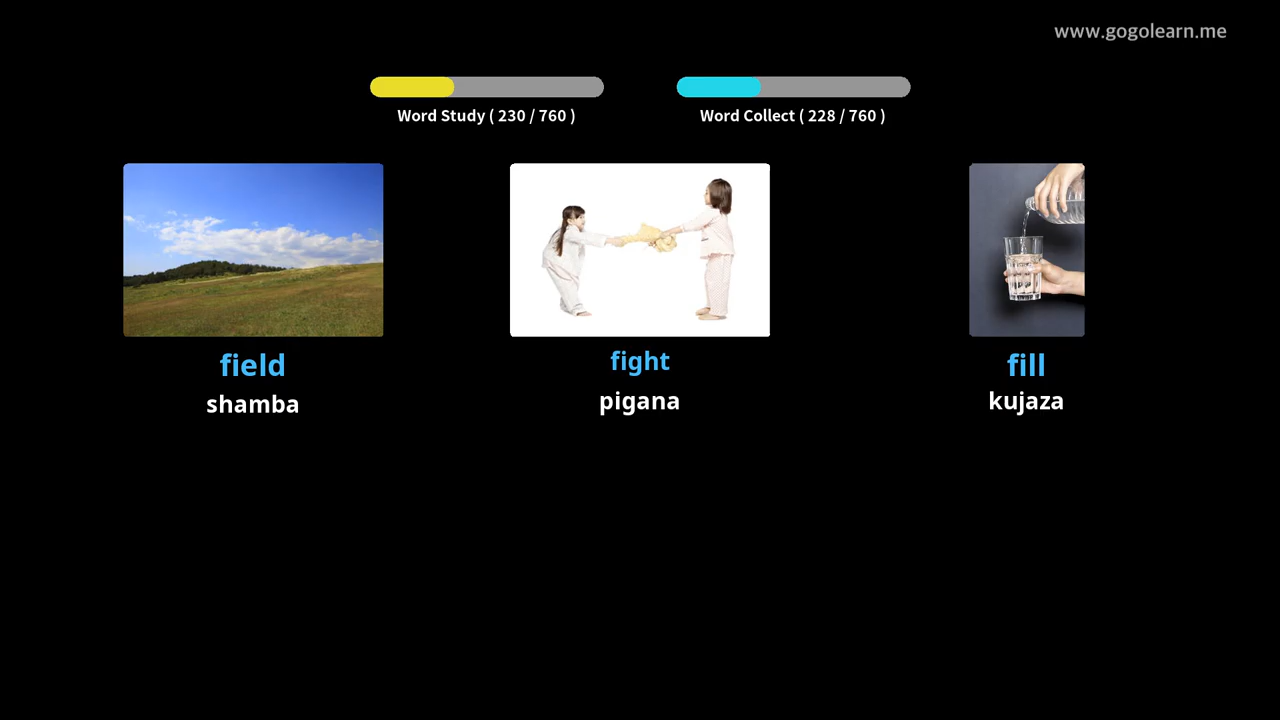 www.gogolearn.me
Word Study ( 230 / 760 )
Word Collect ( 228 / 760 )
field
shamba
fight
pigana
fill
kujaza